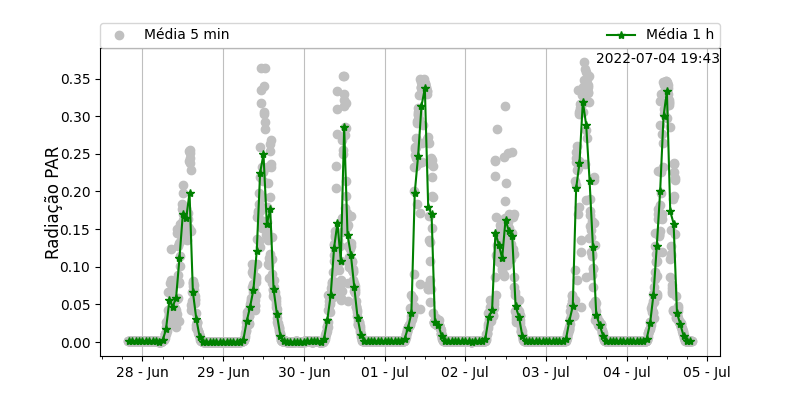 Média 5 min
Média 1 h
2022-07-04 19:43
Radiação PAR
0.35
0.30
0.25
0.20
0.15
0.10
0.05
0.00
28 - Jun
29 - Jun
30 - Jun
01 - Jul
02 - Jul
03 - Jul
04 - Jul
05 - Jul